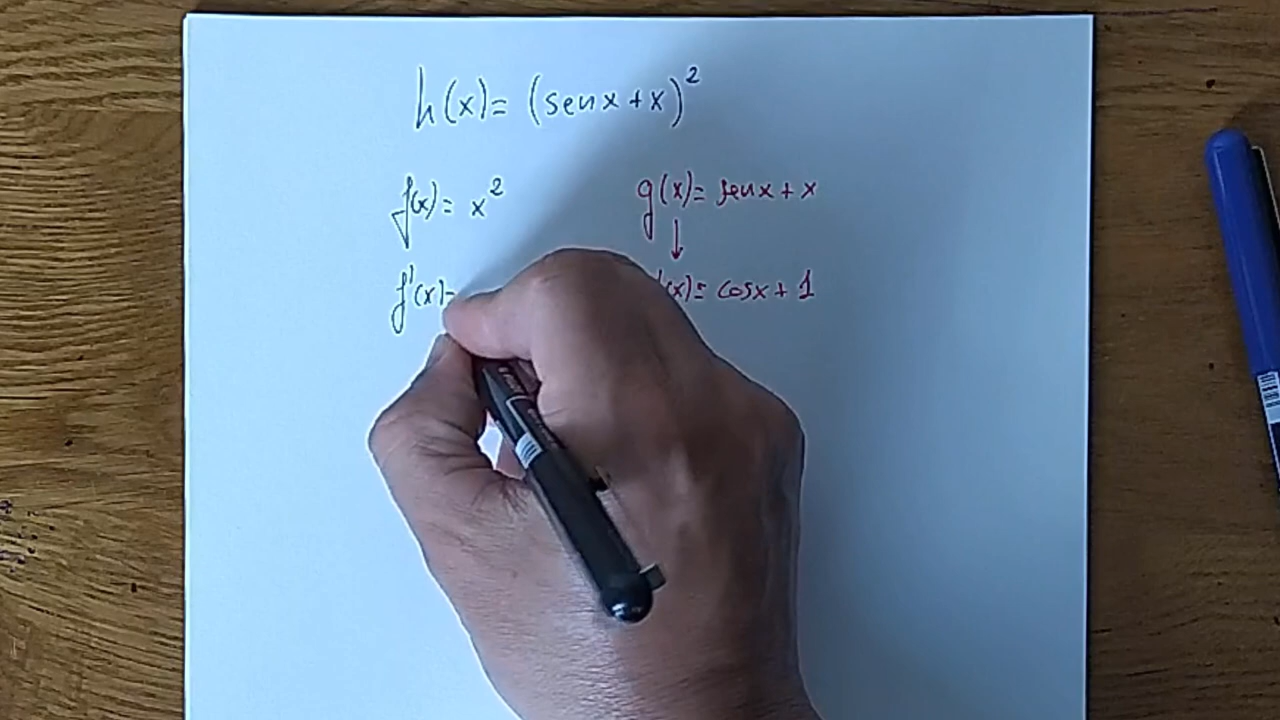 h(x)= (senx+x)²
f(x)= x² g(x)= senx+x
↓
f'(x)= '(x)= cosx+1